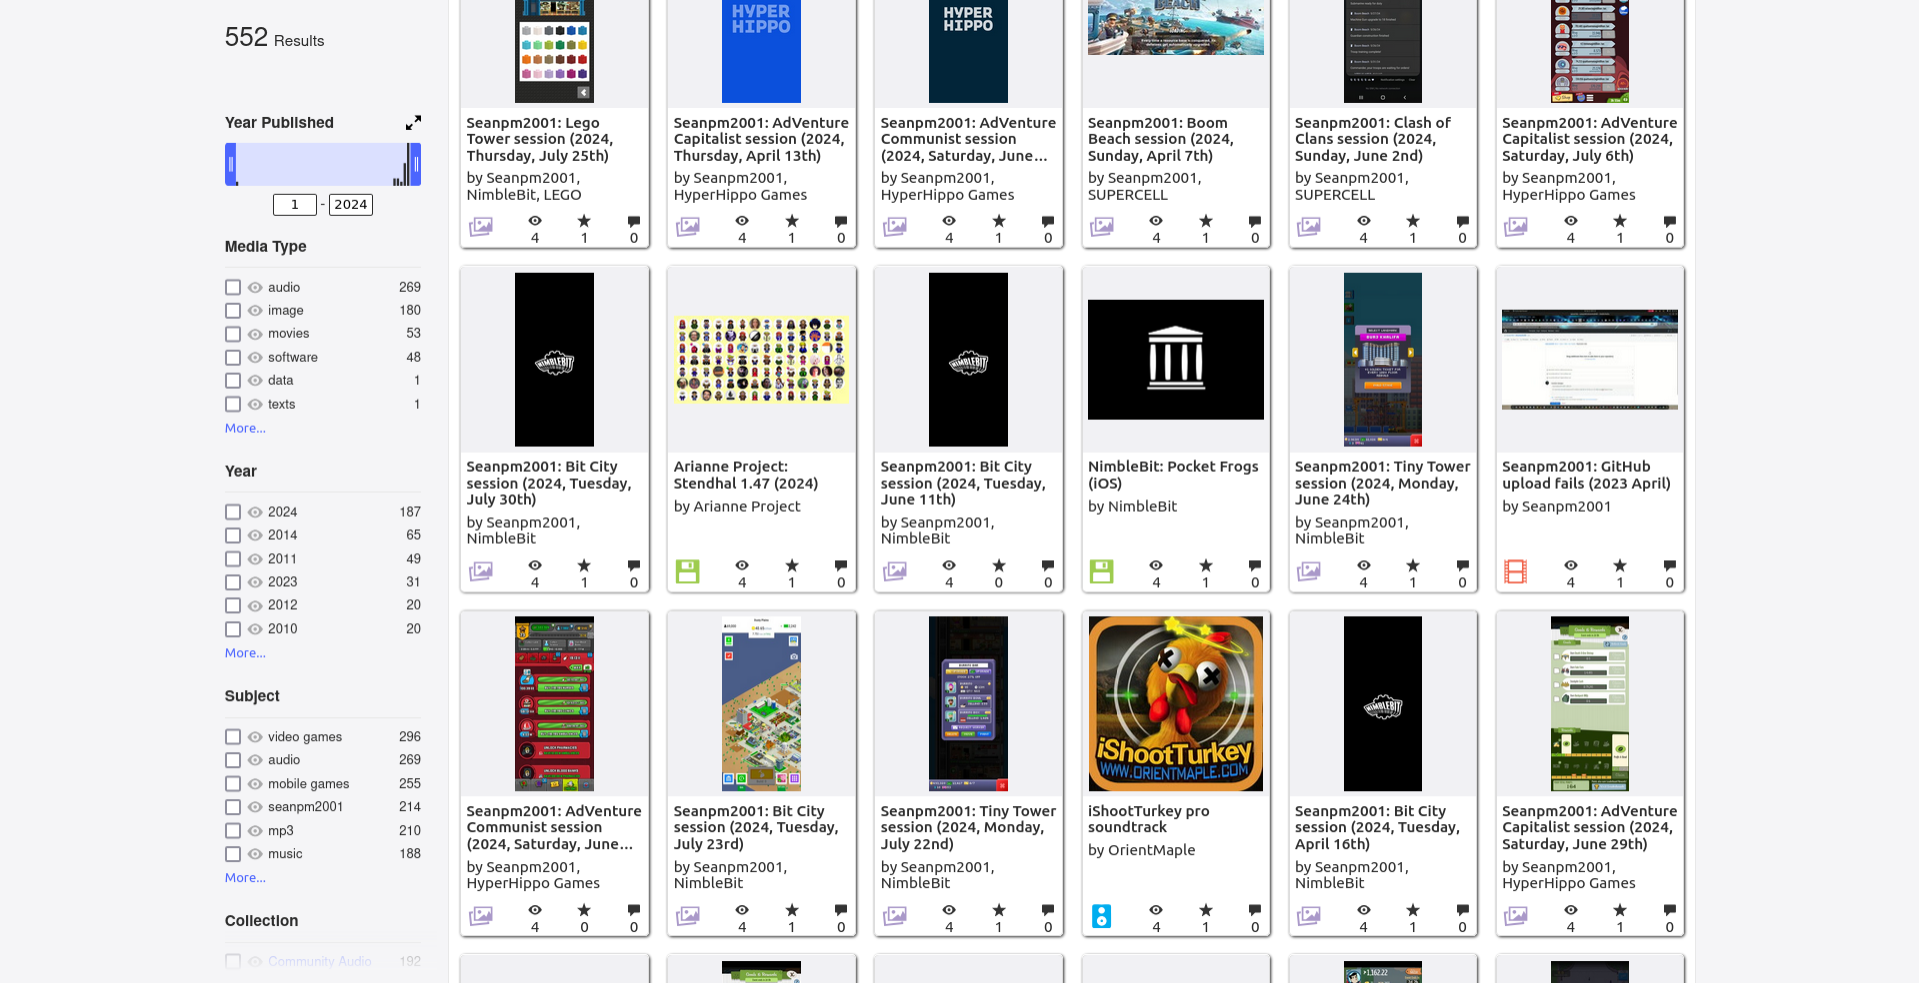 552 Results
Year Published
1 - 2024
Media Type
audio 269
image 180
movies 53
software 48
data 1
texts 1
More...
Year
2024 187
2014 65
2011 49
2023 31
2012 20
2010 20
More...
Subject
video games 296
audio 269
mobile games 255
seanpm2001 214
mp3 210
music 188
More...
Collection
Community Audio 192
Seanpm2001: Lego
Tower session (2024,
Thursday, July 25th)
by Seanpm2001,
NimbleBit, LEGO
4 1 0
HYPER
HIPPO
Seanpm2001: AdVenture
Capitalist session (2024,
Thursday, April 13th)
by Seanpm2001,
HyperHippo Games
4 1 0
HYPER
HIPPO
Seanpm2001: AdVenture
Communist session
(2024, Saturday, June...
by Seanpm2001,
HyperHippo Games
4 1 0
BEACH
Seanpm2001: Boom
Beach session (2024,
Sunday, April 7th)
by Seanpm2001,
SUPERCELL
4 1 0
Seanpm2001: Clash of
Clans session (2024,
Sunday, June 2nd)
by Seanpm2001,
SUPERCELL
4 1 0
Seanpm2001: AdVenture
Capitalist session (2024,
Saturday, July 6th)
by Seanpm2001,
HyperHippo Games
4 1 0
NIMBLEBIT
Seanpm2001: Bit City
session (2024, Tuesday,
July 30th)
by Seanpm2001,
NimbleBit
4 1 0
Arianne Project:
Stendhal 1.47 (2024)
by Arianne Project
4 1 0
NIMBLEBIT
Seanpm2001: Bit City
session (2024, Tuesday,
June 11th)
by Seanpm2001,
NimbleBit
4 0 0
NimbleBit: Pocket Frogs
(iOS)
by NimbleBit
4 1 0
Seanpm2001: Tiny Tower
session (2024, Monday,
June 24th)
by Seanpm2001,
NimbleBit
4 1 0
Seanpm2001: GitHub
upload fails (2023 April)
by Seanpm2001
4 1 0
Seanpm2001: AdVenture
Communist session
(2024, Saturday, June...
by Seanpm2001,
HyperHippo Games
4 0 0
Seanpm2001: Bit City
session (2024, Tuesday,
July 23rd)
by Seanpm2001,
NimbleBit
4 1 0
Seanpm2001: Tiny Tower
session (2024, Monday,
July 22nd)
by Seanpm2001,
NimbleBit
4 1 0
iShootTurkey
WWW.ORIENTMAPLE.COM
iShootTurkey pro
soundtrack
by OrientMaple
4 1 0
NIMBLEBIT
Seanpm2001: Bit City
session (2024, Tuesday,
April 16th)
by Seanpm2001,
NimbleBit
4 1 0
Seanpm2001: AdVenture
Capitalist session (2024,
Saturday, June 29th)
by Seanpm2001,
HyperHippo Games
4 1 0